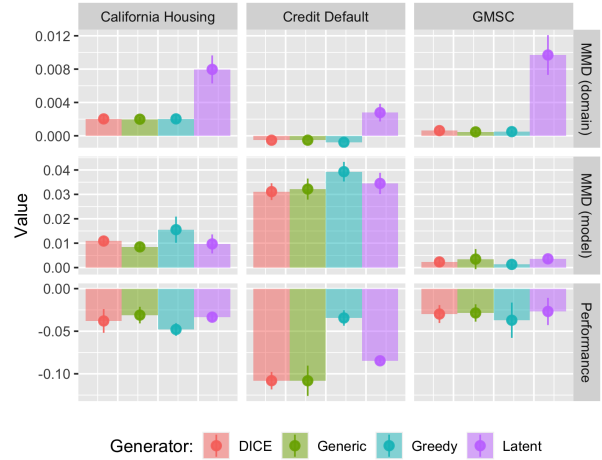 California Housing Credit Default GMSC
0.012
0.008
0.004
0.000
MMD (domain)
0.04
0.03
0.02
0.01
0.00
MMD (model)
0.00
-0.05
-0.10
Performance
Value
Generator: DICE Generic Greedy Latent